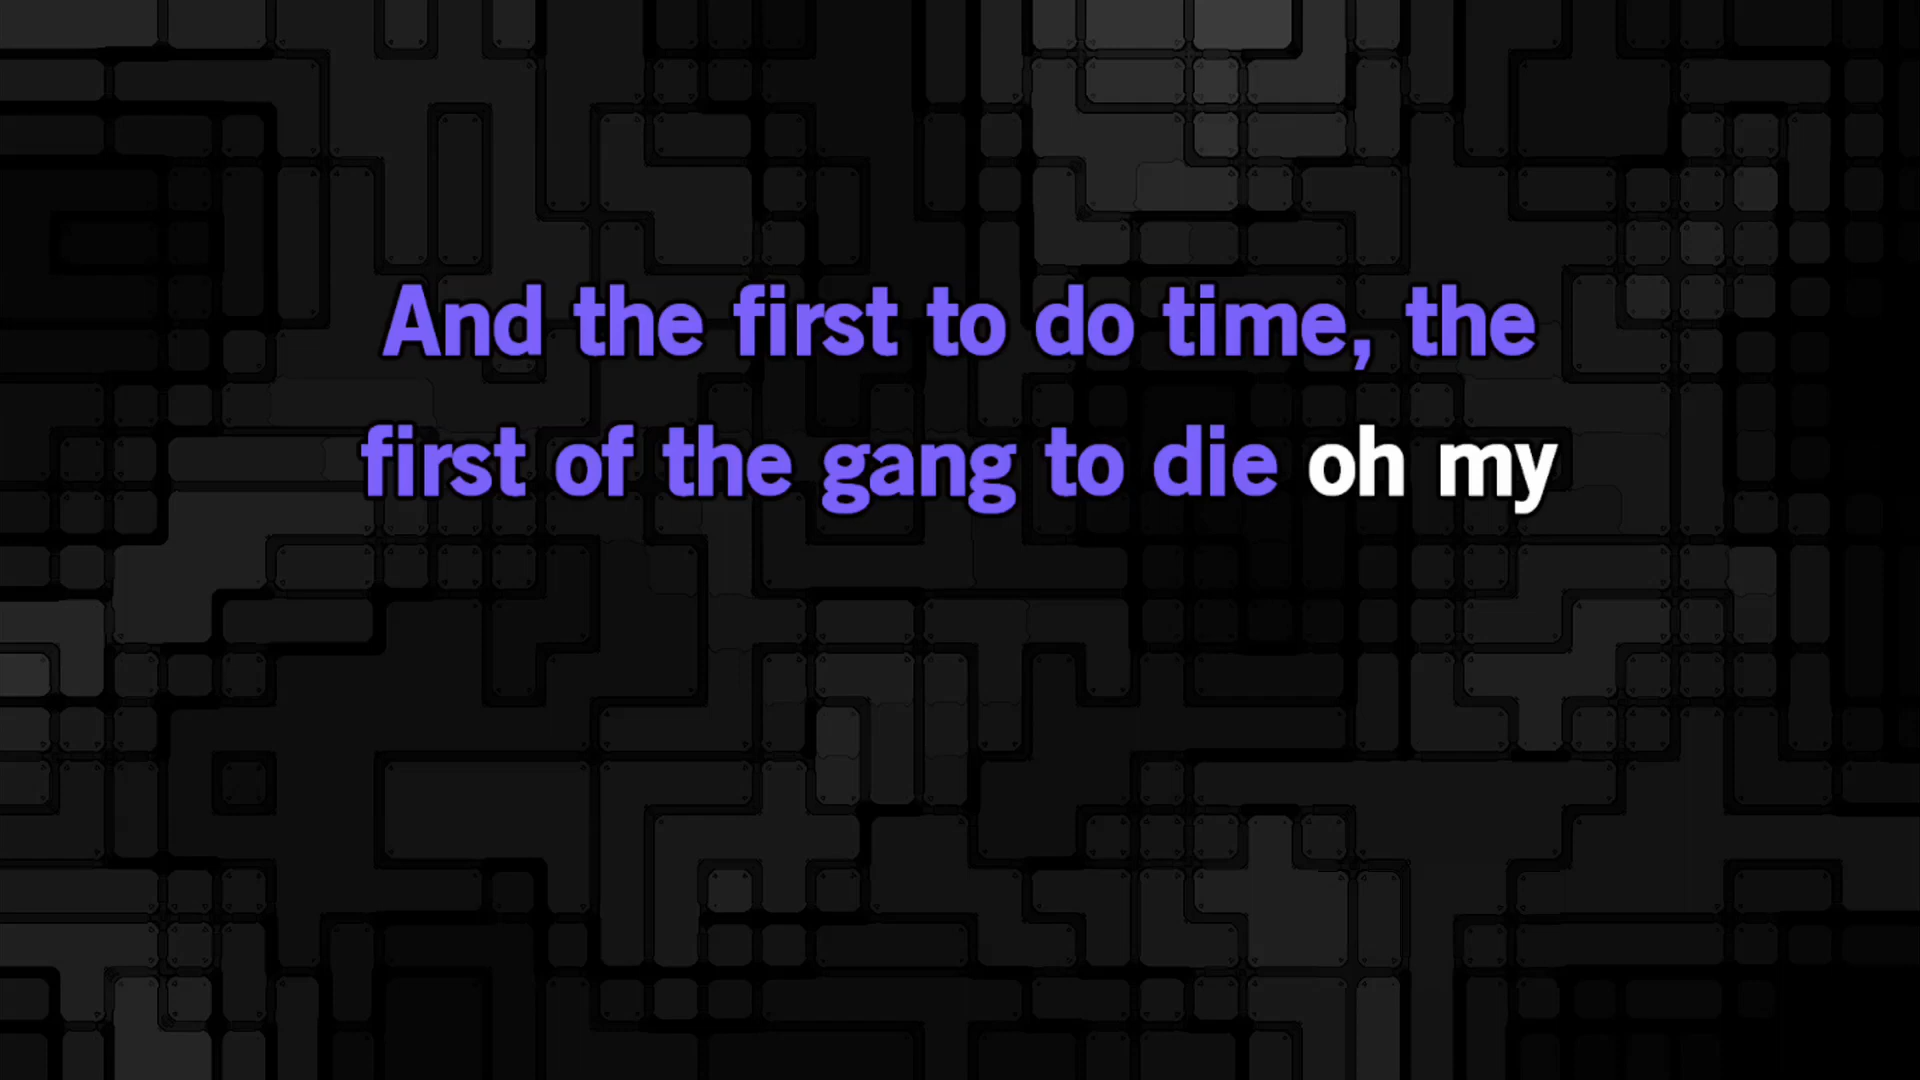 And the first to do time, the
first of the gang to die oh my